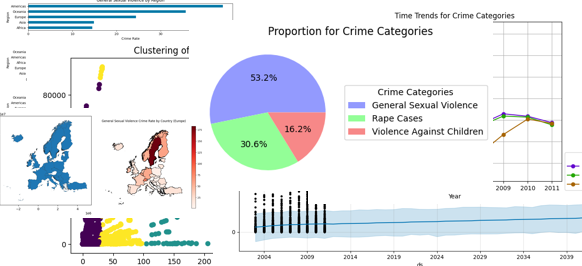 General Sexual Violence by Region
Region
Americas
Oceania
Europe
Asia
Africa
0 10 20 30
Crime Rate
Time Trends for Crime Categories
Proportion for Crime Categories
Clustering of
Oceania
Americas
Europe
Asia
Africa
Oceania
Americas
80000
53.2%
30.6%
16.2%
Crime Categories
General Sexual Violence
Rape Cases
Violence Against Children
2009 2010 2011
Year
General Sexual Violence Crime Rate by Country (Europe)
0
0 50 100 150 200
0
2004 2009 2014 2019 2024 2029 2034 2039
ds